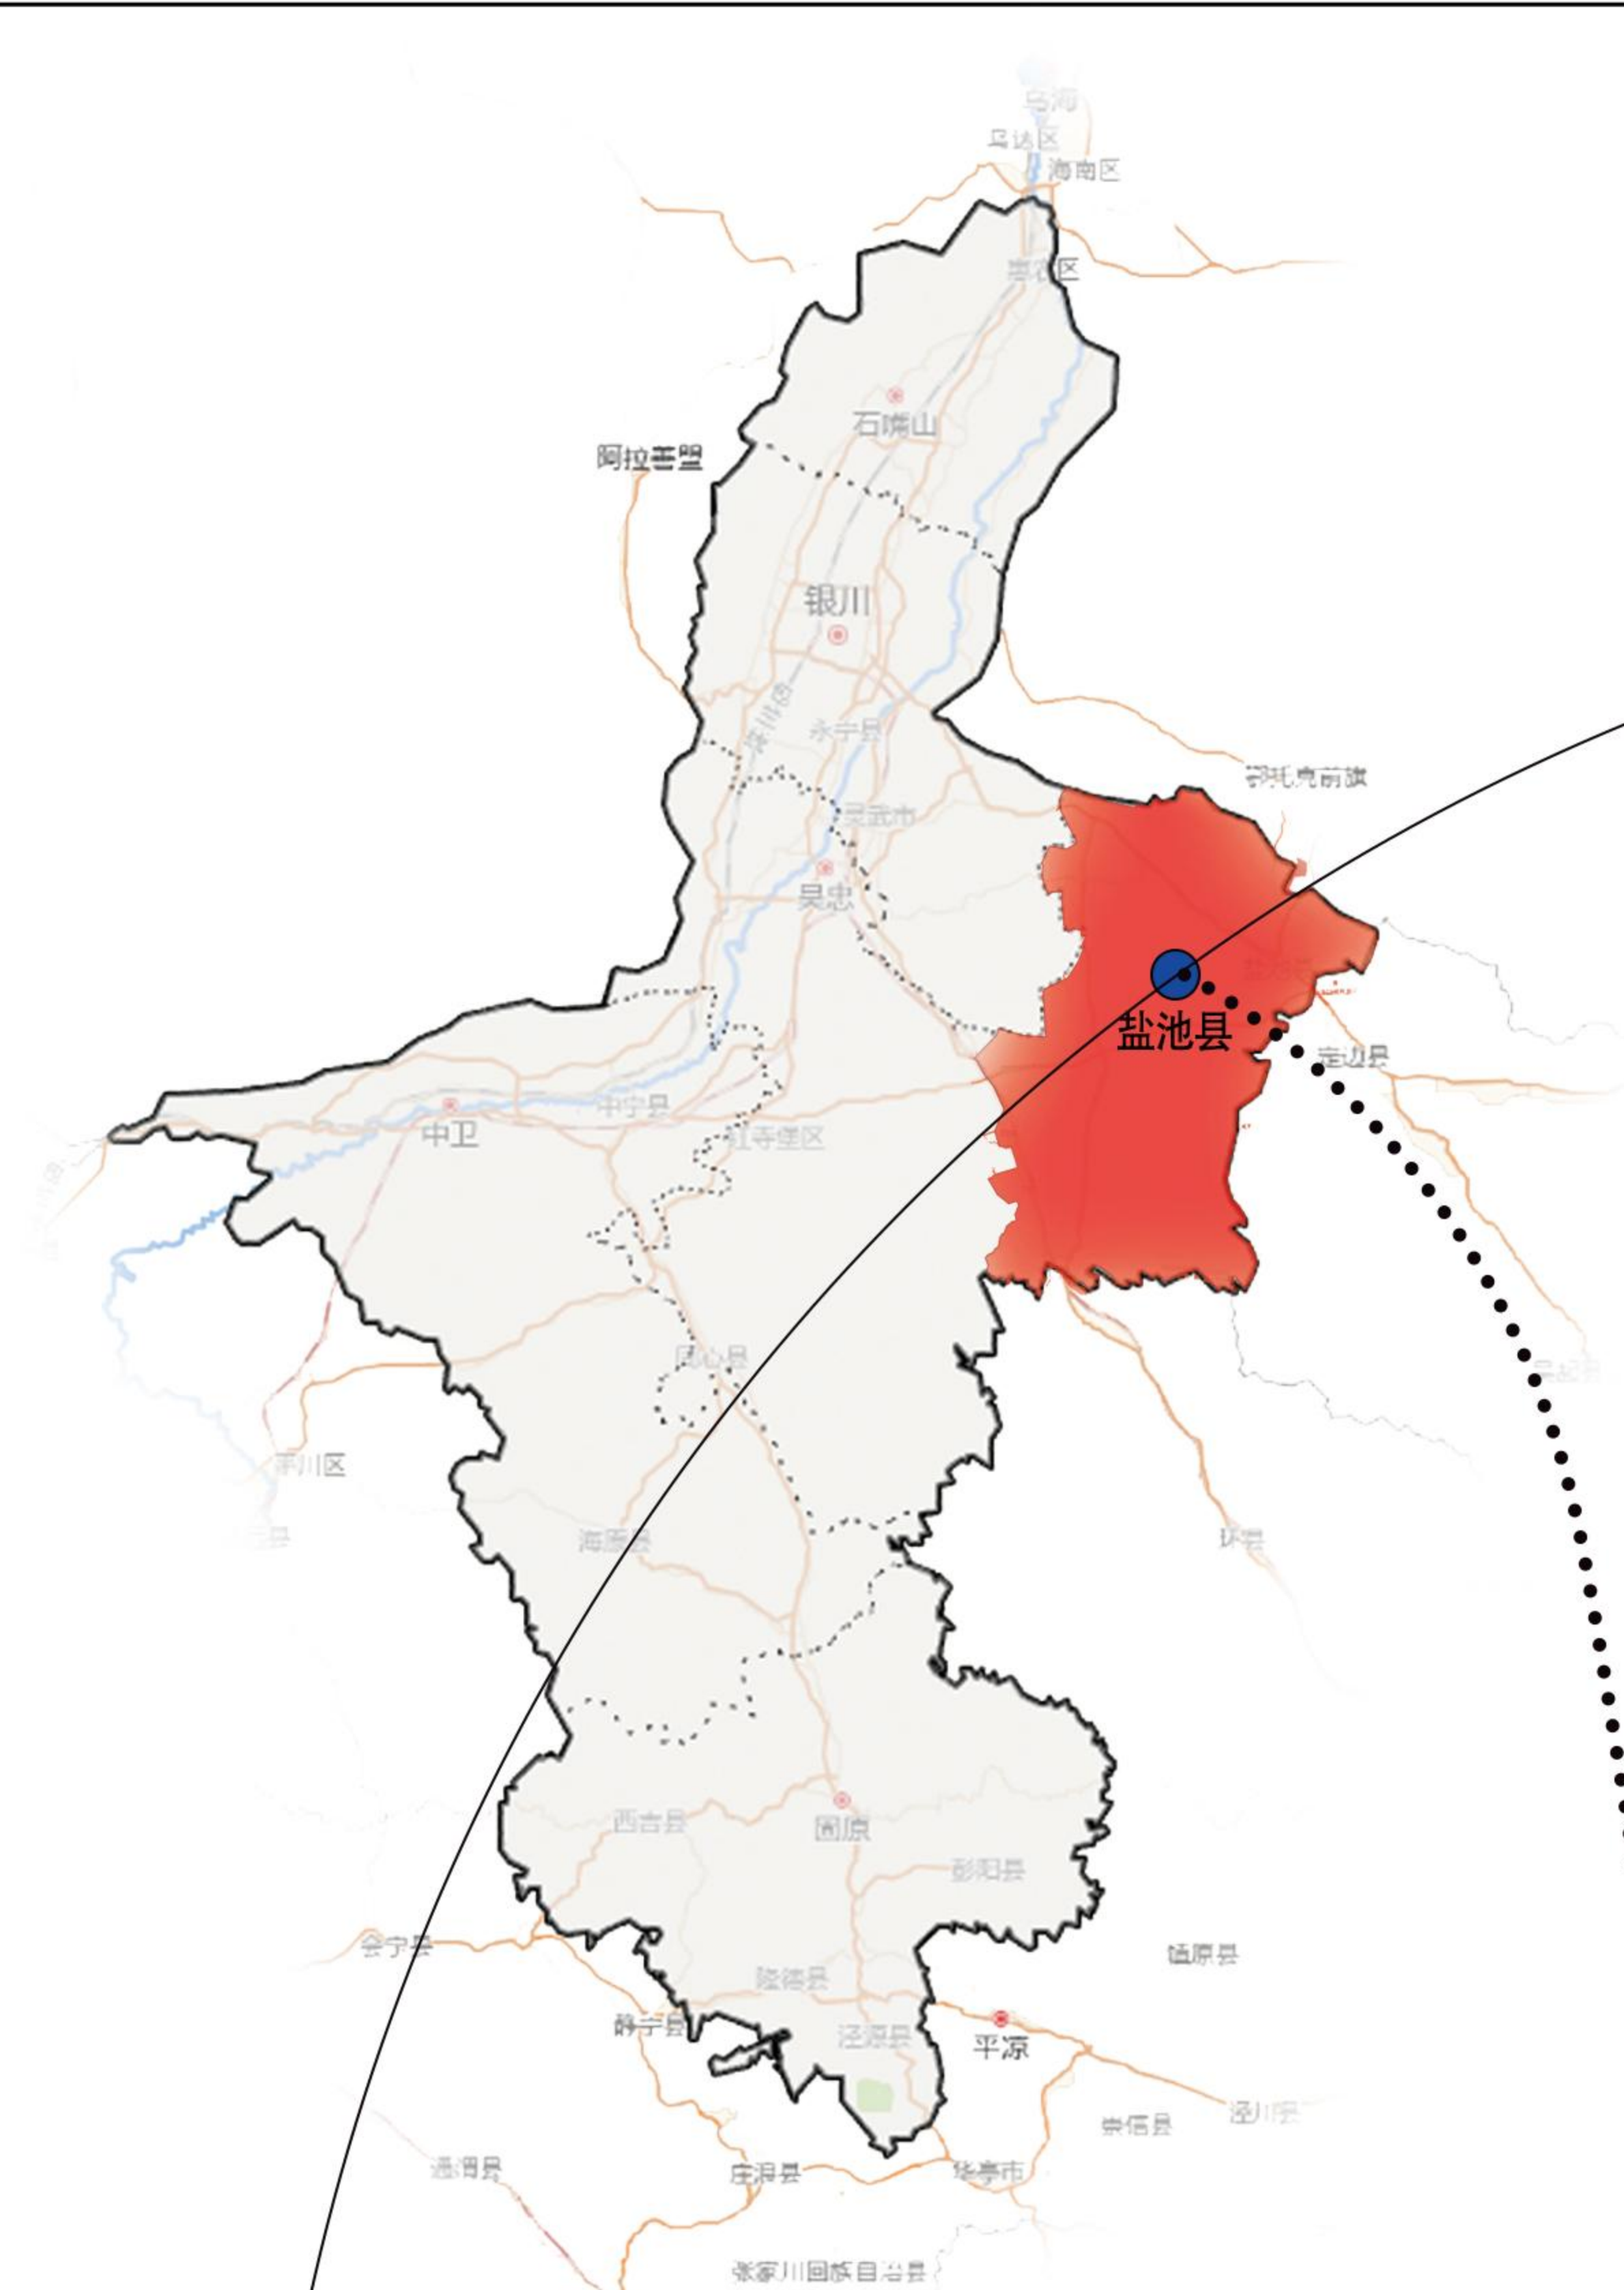 乌海
乌达区
海南区
惠农区
石嘴山
阿拉善盟
银川
永宁县
鄂托克前旗
灵武市
吴忠
盐池县
定边县
中宁县
中卫
红寺堡区
同心县
平川区
海原县
环县
西吉县
固原
彭阳县
会宁县
镇原县
隆德县
静宁县
泾源县
平凉
泾川县
崇信县
通渭县
庄浪县
华亭市
张家川回族自治县